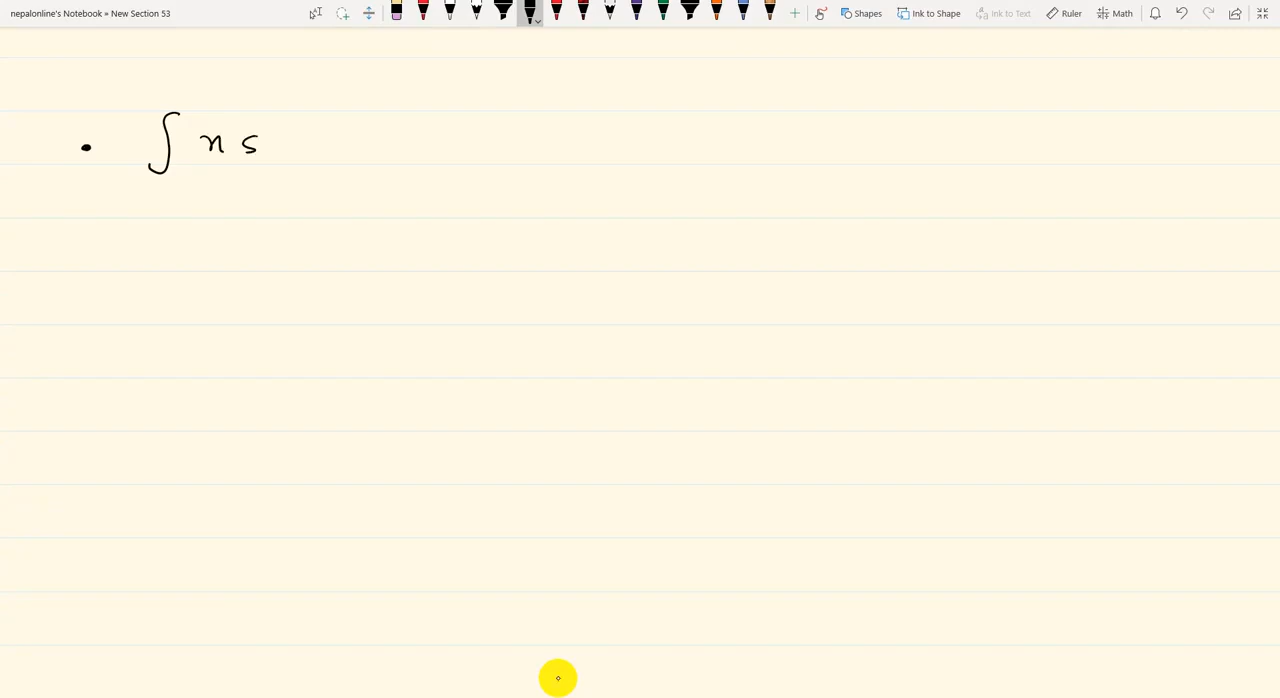 nepalonline's Notebook » New Section 53
Shapes Ink to Shape Ink to Text Ruler Math
• ∫ x s